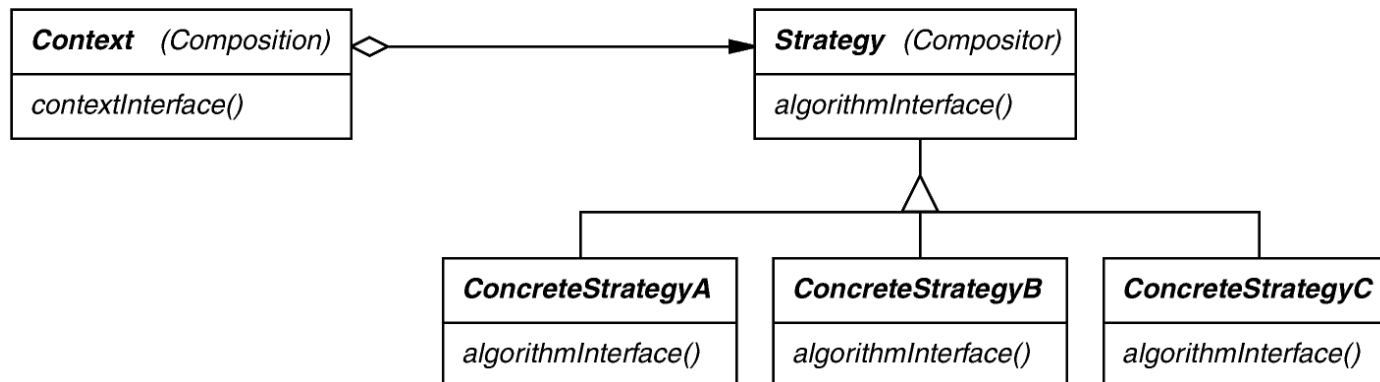 Context (Composition)
contextInterface()
Strategy (Compositor)
algorithmInterface()
ConcreteStrategyA
algorithmInterface()
ConcreteStrategyB
algorithmInterface()
ConcreteStrategyC
algorithmInterface()